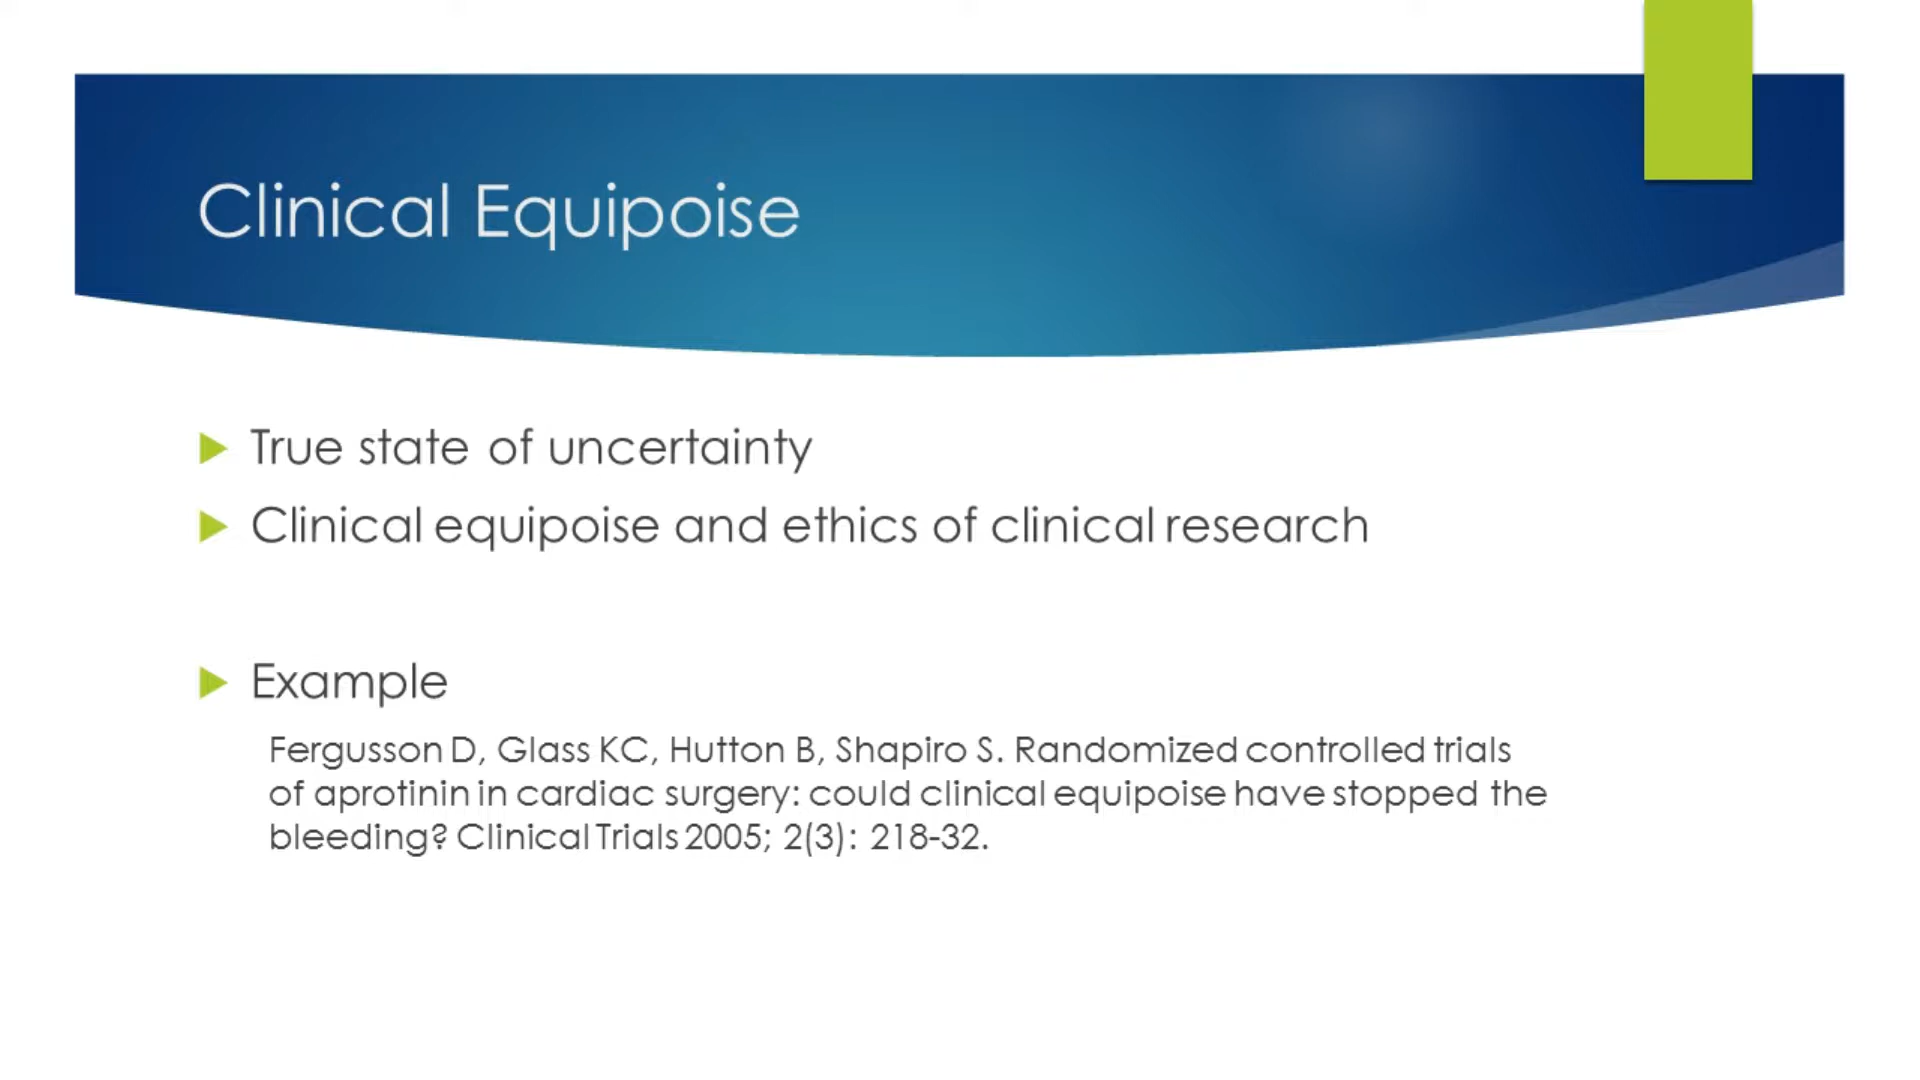 Clinical Equipoise
True state of uncertainty
Clinical equipoise and ethics of clinical research
Example
Fergusson D, Glass KC, Hutton B, Shapiro S. Randomized controlled trials
of aprotinin in cardiac surgery: could clinical equipoise have stopped the
bleeding? Clinical Trials 2005; 2(3): 218-32.